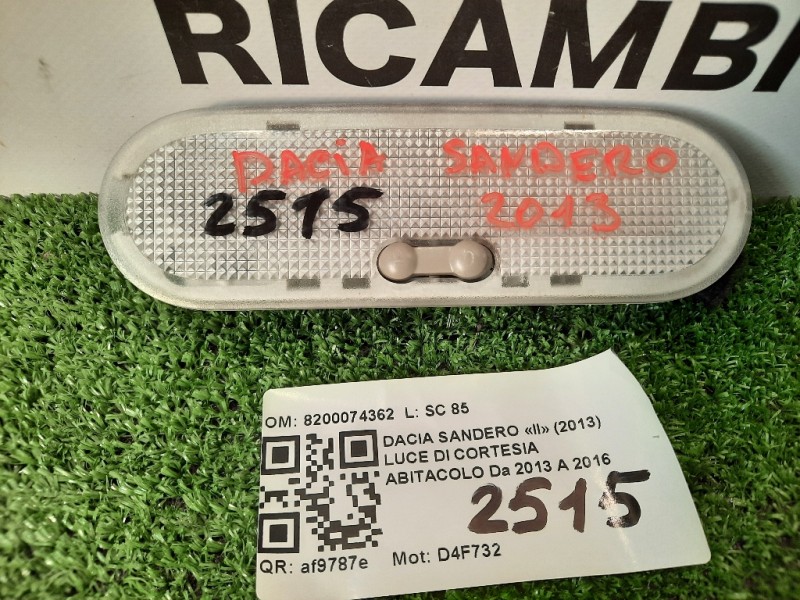 RICAMBI
DACIA SANDERO
2515 2013
OM: 8200074362 L: SC 85
DACIA SANDERO «II» (2013)
LUCE DI CORTESIA
ABITACOLO Da 2013 A 2016
2515
QR: af9787e Mot: D4F732